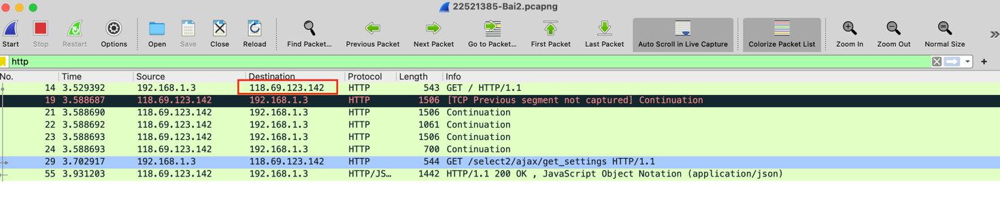 22521385-Bai2.pcapng
Start Stop Restart Options Open Save Close Reload Find Packet... Previous Packet Next Packet Go to Packet... First Packet Last Packet Auto Scroll in Live Capture Colorize Packet List Zoom In Zoom Out Normal Size
http
No. Time Source Destination Protocol Length Info
14 3.529392 192.168.1.3 118.69.123.142 HTTP 543 GET / HTTP/1.1
19 3.588687 118.69.123.142 192.168.1.3 HTTP 1506 [TCP Previous segment not captured] Continuation
21 3.588690 118.69.123.142 192.168.1.3 HTTP 1506 Continuation
22 3.588692 118.69.123.142 192.168.1.3 HTTP 1061 Continuation
23 3.588693 118.69.123.142 192.168.1.3 HTTP 1506 Continuation
24 3.588693 118.69.123.142 192.168.1.3 HTTP 700 Continuation
29 3.702917 192.168.1.3 118.69.123.142 HTTP 544 GET /select2/ajax/get_settings HTTP/1.1
55 3.931203 118.69.123.142 192.168.1.3 HTTP/JS… 1442 HTTP/1.1 200 OK , JavaScript Object Notation (application/json)